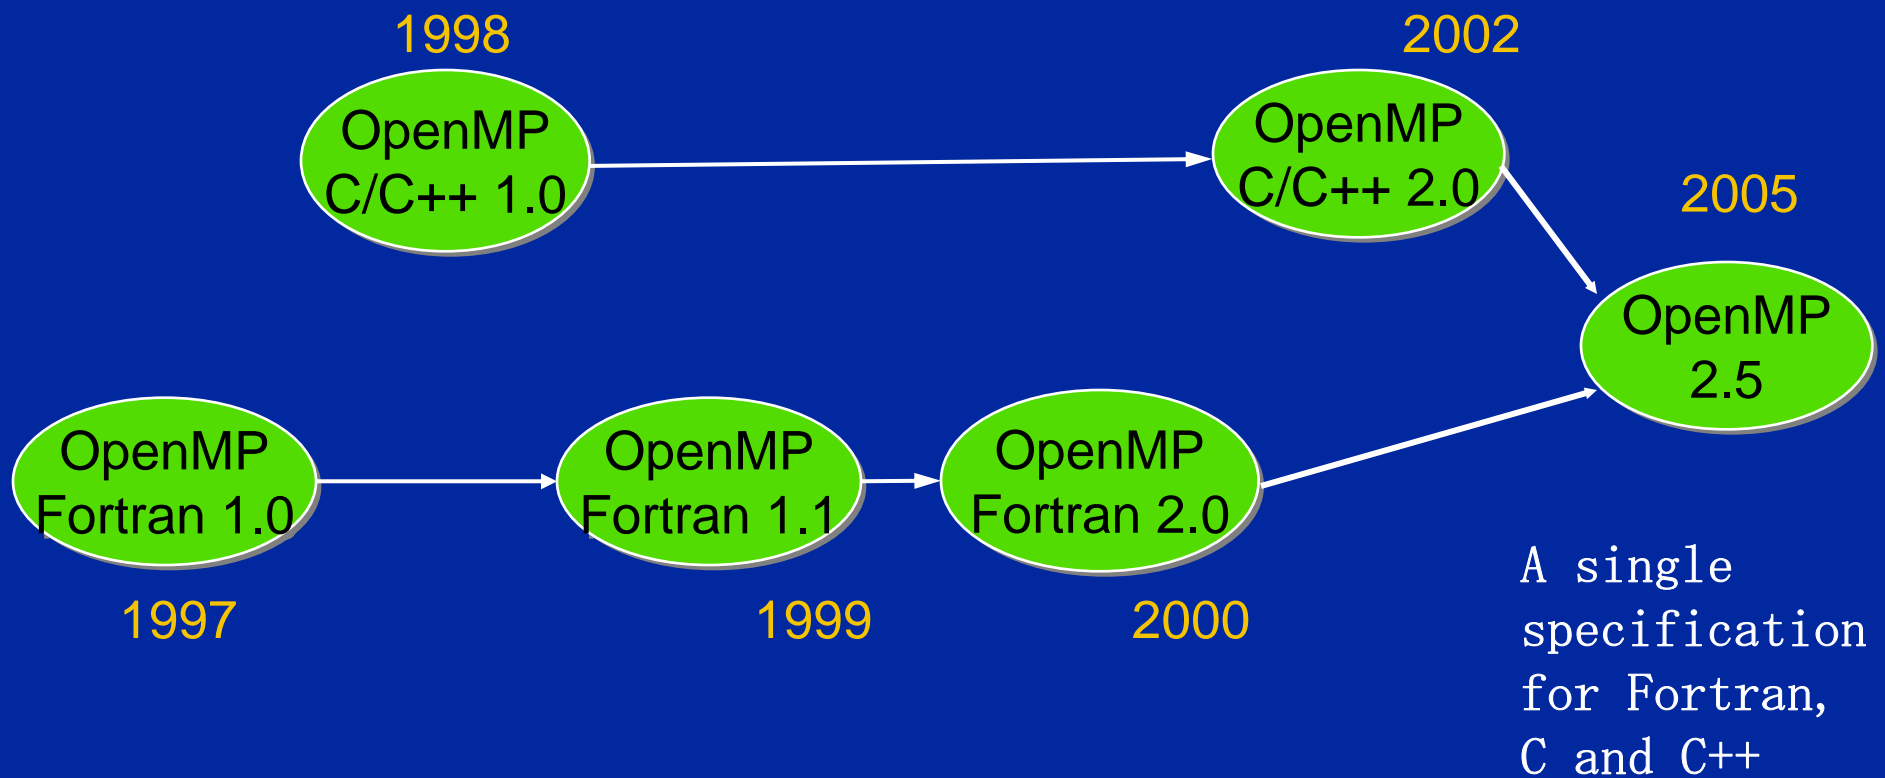 1998
2002
OpenMP
C/C++ 1.0
OpenMP
C/C++ 2.0
2005
OpenMP
2.5
OpenMP
Fortran 1.0
OpenMP
Fortran 1.1
OpenMP
Fortran 2.0
1997
1999
2000
A single
specification
for Fortran,
C and C++